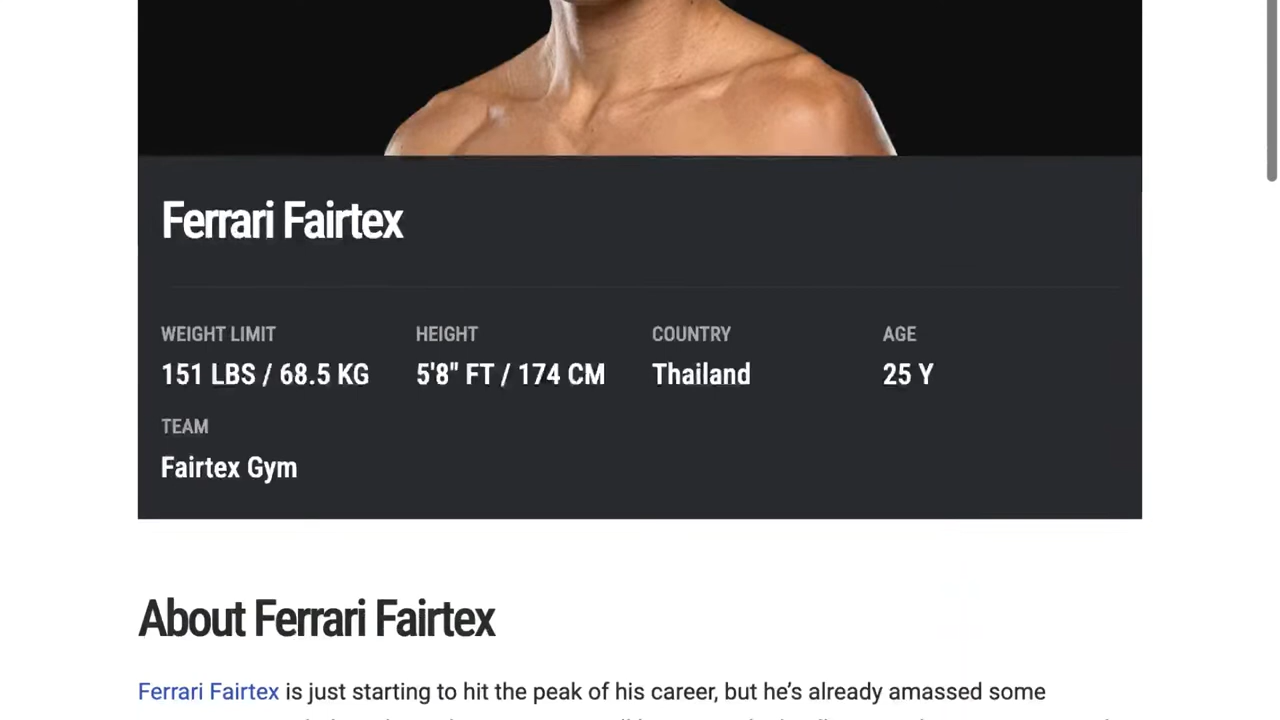 Ferrari Fairtex
WEIGHT LIMIT HEIGHT COUNTRY AGE
151 LBS / 68.5 KG 5'8" FT / 174 CM Thailand 25 Y
TEAM
Fairtex Gym
About Ferrari Fairtex
Ferrari Fairtex is just starting to hit the peak of his career, but he’s already amassed some